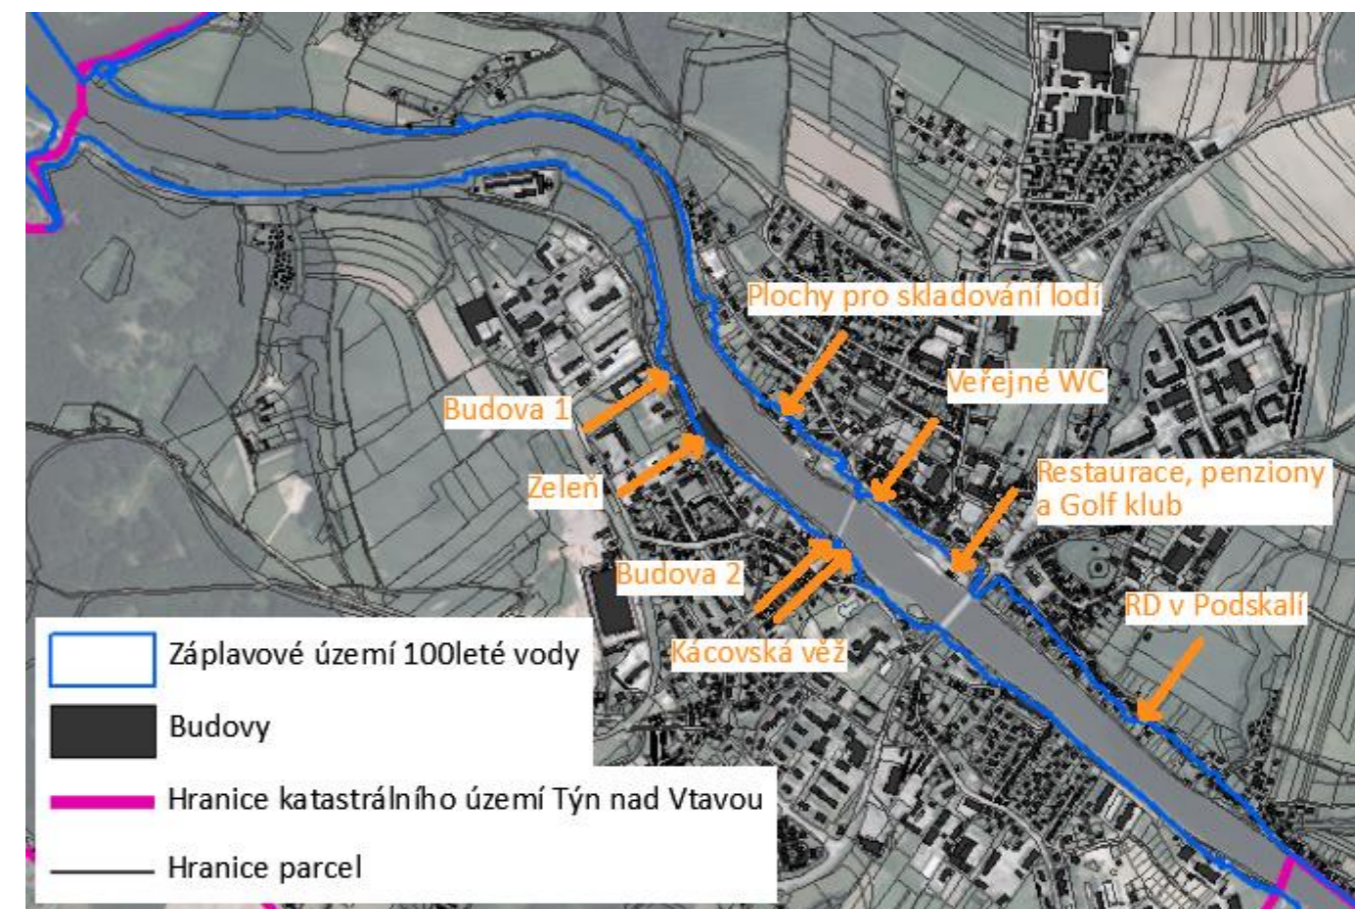 Plochy pro skladování lodí
Veřejné WC
Budova 1
Restaurace, penziony
a Golf klub
Zeleň
Budova 2
RD v Podskalí
Kácovská věž
Záplavové území 100leté vody
Budovy
Hranice katastrálního území Týn nad Vtavou
Hranice parcel